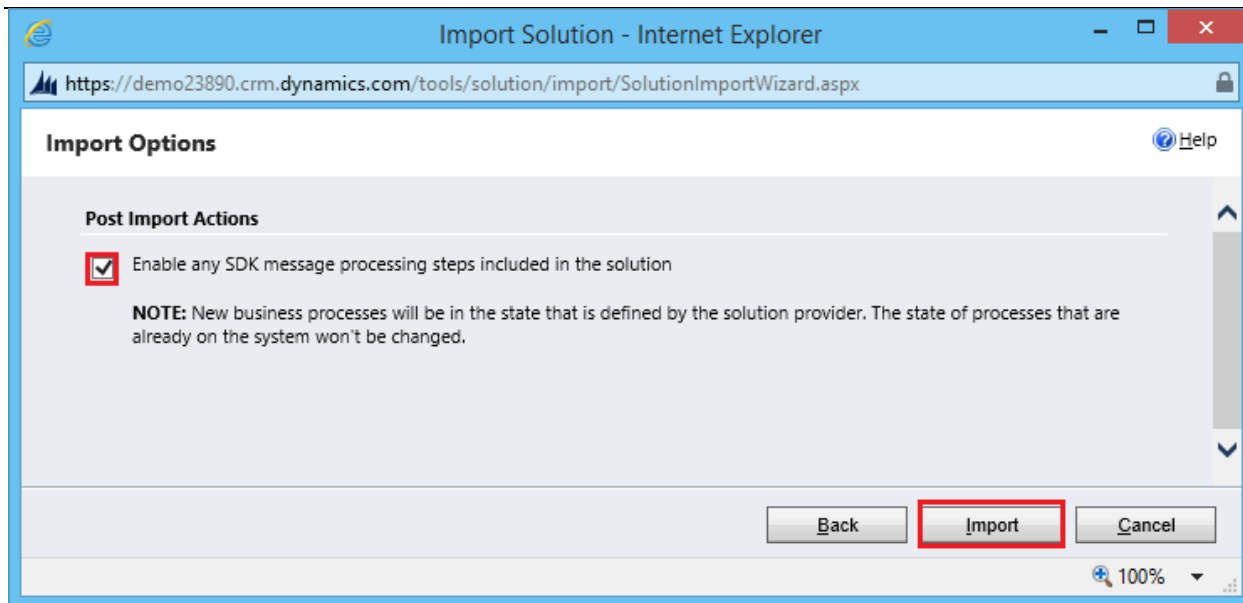 Import Solution - Internet Explorer
https://demo23890.crm.dynamics.com/tools/solution/import/SolutionImportWizard.aspx
Import Options
Help
Post Import Actions
Enable any SDK message processing steps included in the solution
NOTE: New business processes will be in the state that is defined by the solution provider. The state of processes that are
already on the system won't be changed.
Back Import Cancel
100%